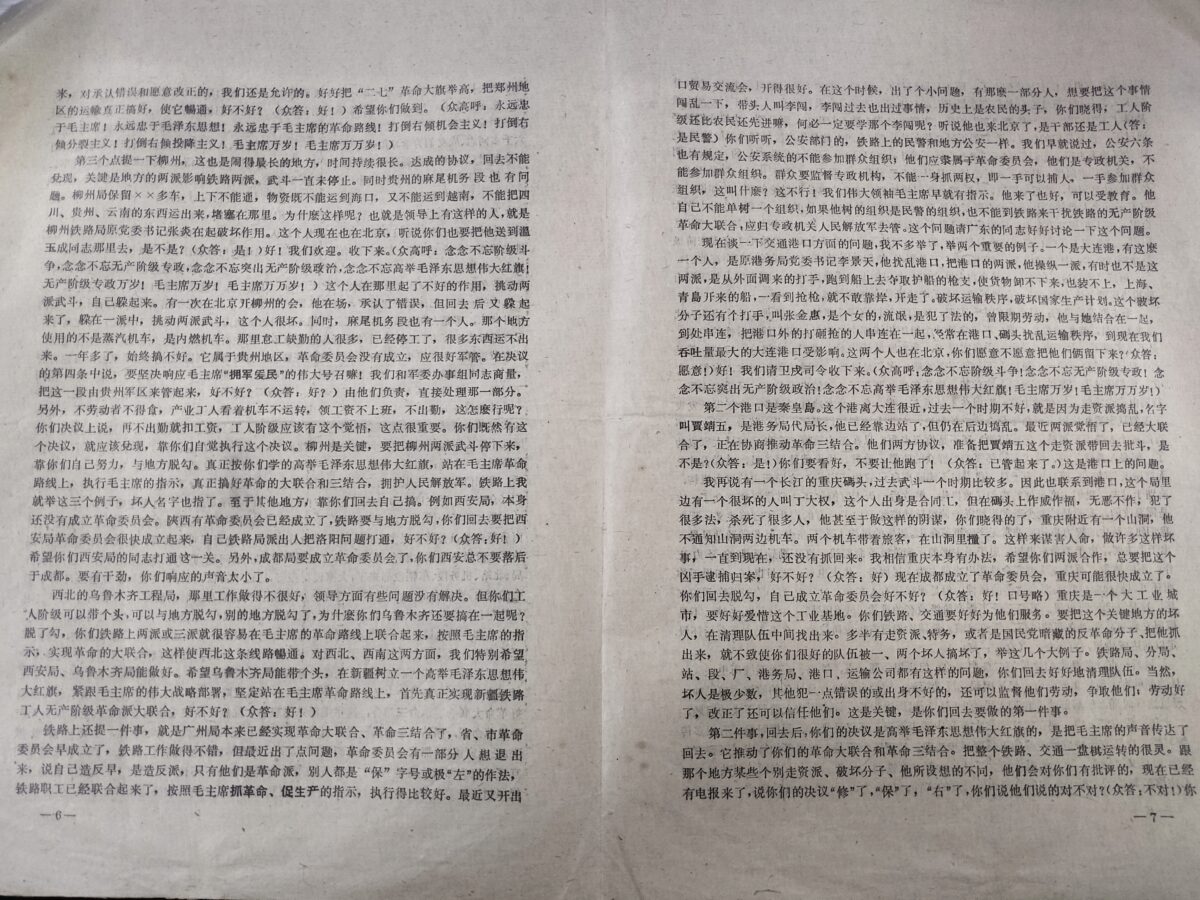 来，对承认错误和愿意改正的，我们还是允许的。好好把“二七”革命大旗举高，把郑州地
区的运输真正搞好，使它暢通，好不好？（众答：好！）希望你们做到。（众高呼：永远忠
于毛主席！永远忠于毛泽东思想！永远忠于毛主席的革命路线！打倒右倾机会主义！打倒右
倾分裂主义！打倒右倾投降主义！毛主席万岁！毛主席万万岁！）
第三个点提一下柳州，这也是闹得最长的地方，时间持续很长。达成的协议，回去不能
兑现，关键是地方的两派影响铁路两派，武斗一直未停止。同时贵州的麻尾机务段也有问
题。柳州局保留××多车，上下不能通，物资既不能运到海口，又不能运到越南，不能把四
川、贵州、云南的东西运出来，堵塞在那里。为什麽这样呢？也就是领导上有这样的人，就是
柳州铁路局原党委书记张炎在起破坏作用。这个人现在也在北京，听说你们也要把他送到温
玉成同志那里去，是不是？（众答：是！）好！我们欢迎。收下来。（众高呼：念念不忘阶级斗
争，念念不忘无产阶级专政，念念不忘突出无产阶级政治，念念不忘高举毛泽东思想伟大红旗！
无产阶级专政万岁！毛主席万岁！毛主席万万岁！）这个人在那里起了不好的作用，挑动两
派武斗，自己躲起来。有一次在北京开柳州的会，他在场，承认了错误，但回去后又躲起
来了，躲在一派中，挑动两派武斗，这个人很坏。同时，麻尾机务段也有一个人。那个地方
使用的不是蒸汽机车，是内燃机车。那里怠工缺勤的人很多，已经停工了，很多东西运不出
来。一年多了，始终搞不好。它属于贵州地区，革命委员会没有成立，应很好军管。在决议
的第四条中说，要坚决响应毛主席“拥军爱民”的伟大号召嘛！我们和军委办事组同志商量，
把这一段由贵州军区来管起来，好不好？（众答：好？）由他们负责，直接处理那一部分。
另外，不劳动者不得食，产业工人看着机车不运转，领工资不上班，不出勤，这怎麽行呢？
你们决议上说，再不出勤就扣工资，工人阶级应该有这个觉悟，这点很重要。你们既然有这
个决议，就应该兑现，靠你们自觉执行这个决议。柳州是关键，要把柳州两派武斗停下来，
靠你们自己努力，与地方脱勾。真正按你们学的高举毛泽东思想伟大红旗，站在毛主席革命
路线上，执行毛主席的指示，真正搞好革命的大联合和三结合，拥护人民解放军。铁路上我
就举这三个例子，坏人名字也指了。至于其他地方，靠你们回去自己搞。例如西安局，本身
还没有成立革命委员会。陕西有革命委员会已经成立了，铁路要与地方脱勾，你们回去要把西
安局革命委员会很快成立起来，自己铁路局派出人把洛阳问题打通，好不好？（众答：好！）
希望你们西安局的同志打通这一关。另外，成都局要成立革命委员会了，你们西安总不要落后
于成都。要有干劲，你们响应的声音太小了。
西北的乌鲁木齐工程局，那里工作做得不很好，领导方面有些问题没有解决。但你们工
人阶级可以带个头，可以与地方脱勾，别的地方脱勾了，为什麽你们乌鲁木齐还要搞在一起呢？
脱了勾，你们铁路上两派或三派就很容易在毛主席的革命路线上联合起来，按照毛主席的指
示，实现革命的大联合，这样使西北这条线路暢通。对西北、西南这两方面，我们特别希望
西安局、乌鲁木齐局能做好。希望乌鲁木齐局能带个头，在新疆树立一个高举毛泽东思想伟
大红旗，紧跟毛主席的伟大战略部署，坚定站在毛主席革命路线上，首先真正实现新疆铁路
工人无产阶级革命派大联合，好不好？（众答：好！）
铁路上还提一件事，就是广州局本来已经实现革命大联合、革命三结合了，省、市革命
委员会早成立了，铁路工作做得不错，但最近出了点问题，革命委员会有一部分人想退出
来，说自己造反早，是造反派，只有他们是革命派，别人都是“保”字号或极“左”的作法，
铁路职工已经联合起来了，按照毛主席抓革命、促生产的指示，执行得比较好。最近又开出
—6—
口贸易交流会，开得很好。在这个时候，出了个小问题，有那麽一部分人，想要把这个事情
闯乱一下，带头人叫李闯，李闯过去也出过事情，历史上是农民的头子，你们晓得，工人阶
级还比农民还先进嘛，何必一定要学那个李闯呢？听说他也来北京了，是干部还是工人（答：
是民警）你们听听，公安部门的，铁路上的民警和地方公安一样。我们早就说过，公安六条
也有规定，公安系统的不能参加群众组织；他们应隶属于革命委员会，他们是专政机关，不
能参加群众组织。群众要监督专政机构，不能一身抓两权，即一手可以捕人，一手参加群众
组织，这叫什麽？这不行！我们伟大领袖毛主席早就有指示。他来了也好，可以受教育。他
自己不能单树一个组织，如果他树的组织是民警的组织，也不能到铁路来干扰铁路的无产阶级
革命大联合，应归专政机关人民解放军去管。这个问题请广东的同志好好讨论一下这个问题。
现在谈一下交通港口方面的问题，我不多举了，举两个重要的例子。一个是大连港，有这麽
一个人，是原港务局党委书记李景天，他扰乱港口，把港口的两派，他操纵一派，有时也不是这
两派，是从外面调来的打手，跑到船上去夺取护船的枪支，使货物卸不下来，也装不上，上海、
青岛开来的船，一看到抢枪，就不敢靠岸，开走了。破坏运输秩序，破坏国家生产计划。这个破坏
分子还有个打手，叫张金惠，是个女的，流氓，是犯了法的，曾限期劳动，他与她结合在一起，
到处串连，把港口外的打砸抢的人串连在一起，经常在港口、碼头扰乱运输秩序，到现在我们
吞吐量最大的大连港口受影响。这两个人也在北京，你们愿意不愿意把他们俩留下来？（众答：
愿意！）好！我们请卫戍司令收下来。（众高呼：念念不忘阶级斗争！念念不忘无产阶级专政！念
念不忘突出无产阶级政治！念念不忘高举毛泽东思想伟大红旗！毛主席万岁！毛主席万万岁！）
第二个港口是秦皇岛。这个港离大连很近，过去一个时期不好，就是因为走资派捣乱，名字
叫賈靖五，是港务局代局长，他已经靠边站了，但仍在后边捣乱。最近两派觉悟了，已经大联
合了，正在协商推动革命三结合。他们两方协议，准备把賈靖五这个走资派带回去批斗，是
不是？（众答：是！）你们要看好，不要让他跑了！（众答：已管起来了。）这是港口上的问题。
我再说有一个长江的重庆碼头，过去武斗一个时期比较多。因此也联系到港口，这个局里
边有一个很坏的人叫丁大权，这个人出身是合同工，但在碼头上作威作福，无恶不作，犯了
很多法，杀死了很多人，他甚至于做这样的阴谋，你们晓得的了，重庆附近有一个山洞，他
不通知山洞两边机车。两个机车带着旅客，在山洞里撞了。这样来谋害人命，做许多这样坏
事，一直到现在，还没有抓回来。我相信重庆本身有办法，希望你们两派合作，总要把这个
凶手逮捕归案，好不好？（众答：好）现在成都成立了革命委员会，重庆可能很快成立了。
你们回去脱勾，自己成立革命委员会好不好？（众答：好！口号略）重庆是一个大工业城
市，要好好爱惜这个工业基地。你们铁路、交通要好好为他们服务。要把这个关键地方的坏
人，在清理队伍中间找出来。多半有走资派、特务，或者是国民党暗藏的反革命分子、把他抓
出来，就不致使你们很好的队伍被一、两个坏人搞坏了，举这几个大例子。铁路局、分局、
站、段、厂、港务局、港口、运输公司都有这样的问题，你们回去好好地清理队伍。当然，
坏人是极少数，其他犯一点错误的或出身不好的，还可以监督他们劳动，争取他们；劳动好
了，改正了还可以信任他们。这是关键，是你们回去要做的第一件事。
第二件事，回去后，你们的决议是高举毛泽东思想伟大红旗的，是把毛主席的声音传达了
回去。它推动了你们的革命大联合和革命三结合。把整个铁路、交通一盘棋运转的很灵。跟
那个地方某些个别走资派、破坏分子、他所设想的不同，他们会对你们有批评的，现在已经
有电报来了，说你们的决议“修”了，“保”了，“右”了，你们说他们说的对不对？（众答：不对！）你
—7—